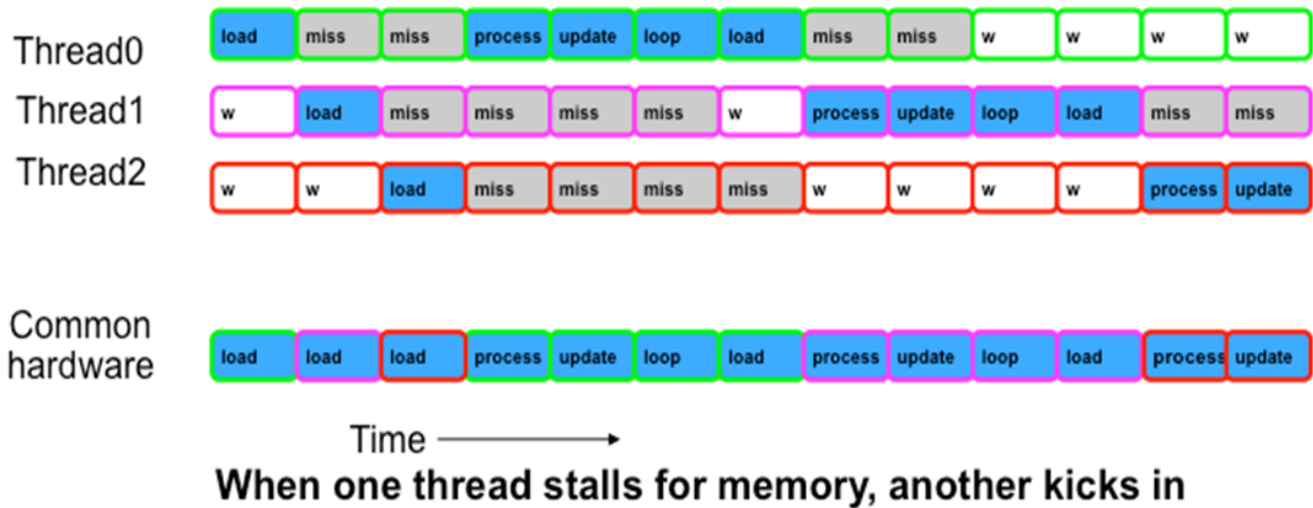 Thread0 load miss miss process update loop load miss miss w w w w
Thread1 w load miss miss miss miss w process update loop load miss miss
Thread2 w w load miss miss miss miss w w w w process update
Common
hardware load load load process update loop load process update loop load process update
Time
When one thread stalls for memory, another kicks in